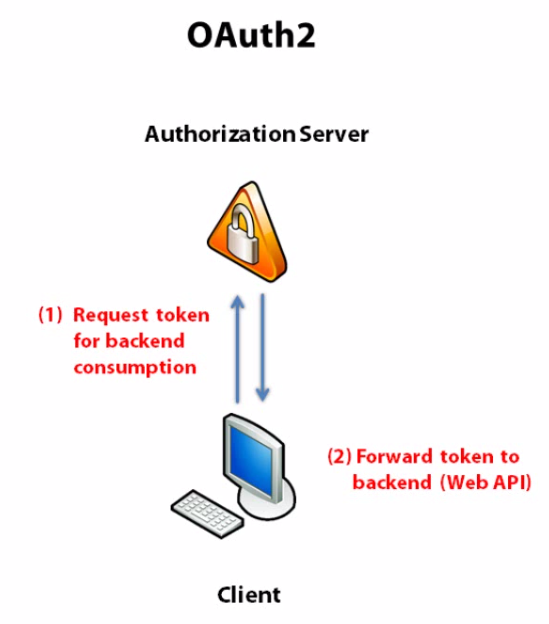 OAuth2
Authorization Server
(1) Request token
for backend
consumption
(2) Forward token to
backend (Web API)
Client